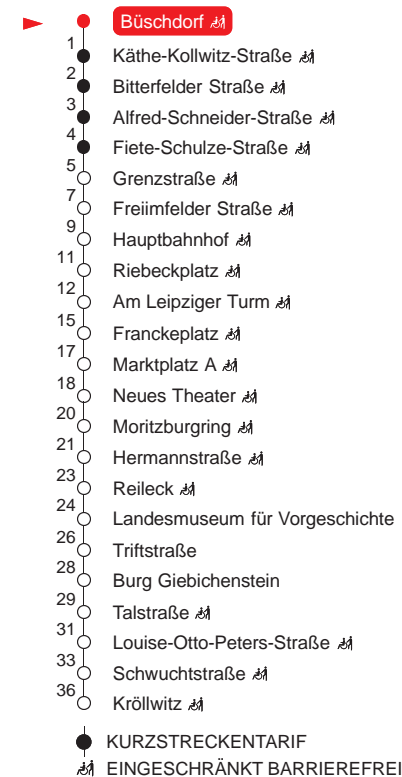 Büschdorf
1
Käthe-Kollwitz-Straße
2
Bitterfelder Straße
3
Alfred-Schneider-Straße
4
Fiete-Schulze-Straße
5
Grenzstraße
7
Freiimfelder Straße
9
Hauptbahnhof
11
Riebeckplatz
12
Am Leipziger Turm
15
Franckeplatz
17
Marktplatz A
18
Neues Theater
20
Moritzburgring
21
Hermannstraße
23
Reileck
24
Landesmuseum für Vorgeschichte
26
Triftstraße
28
Burg Giebichenstein
29
Talstraße
31
Louise-Otto-Peters-Straße
33
Schwuchtstraße
36
Kröllwitz
KURZSTRECKENTARIF
EINGESCHRÄNKT BARRIEREFREI